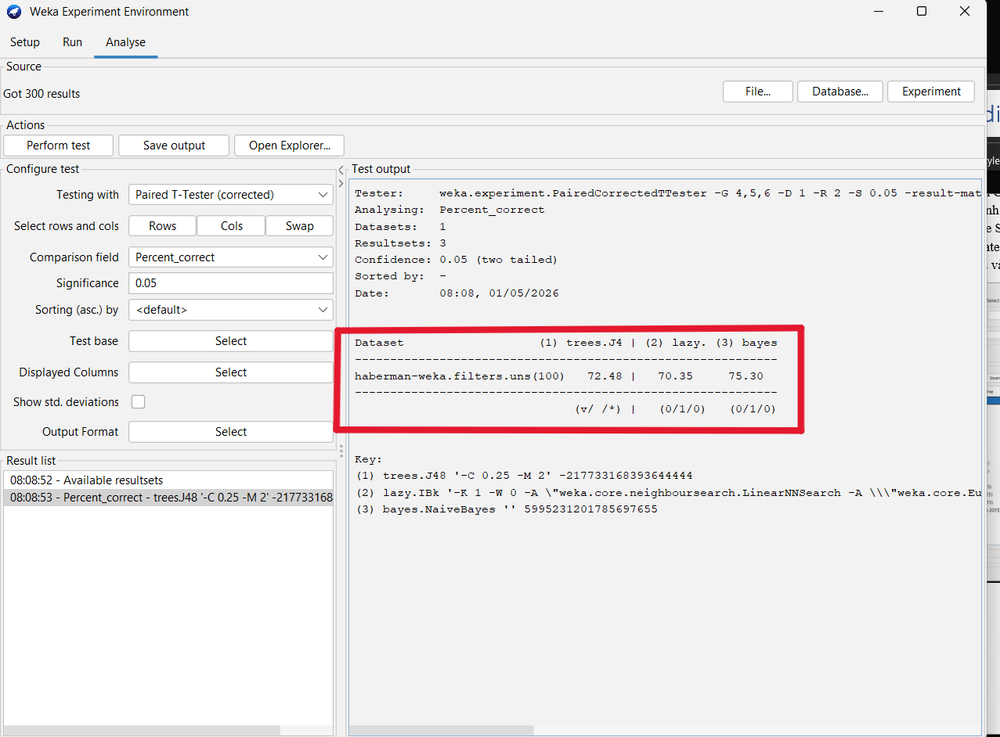 Weka Experiment Environment
Setup Run Analyse
Source
Got 300 results
File... Database... Experiment
Actions
Perform test Save output Open Explorer...
Configure test
Testing with Paired T-Tester (corrected)
Select rows and cols Rows Cols Swap
Comparison field Percent_correct
Significance 0.05
Sorting (asc.) by <default>
Test base Select
Displayed Columns Select
Show std. deviations
Output Format Select
Result list
08:08:52 - Available resultsets
08:08:53 - Percent_correct - trees.J48 '-C 0.25 -M 2' -217733168
Test output
Tester: weka.experiment.PairedCorrectedTTester -G 4,5,6 -D 1 -R 2 -S 0.05 -result-mat
Analysing: Percent_correct
Datasets: 1
Resultsets: 3
Confidence: 0.05 (two tailed)
Sorted by: -
Date: 08:08, 01/05/2026
Dataset (1) trees.J4 | (2) lazy. (3) bayes
------------------------------------------------------------
haberman-weka.filters.uns(100) 72.48 | 70.35 75.30
------------------------------------------------------------
(v/ /*) | (0/1/0) (0/1/0)
Key:
(1) trees.J48 '-C 0.25 -M 2' -217733168393644444
(2) lazy.IBk '-K 1 -W 0 -A \"weka.core.neighboursearch.LinearNNSearch -A \\\"weka.core.Eu
(3) bayes.NaiveBayes '' 5995231201785697655